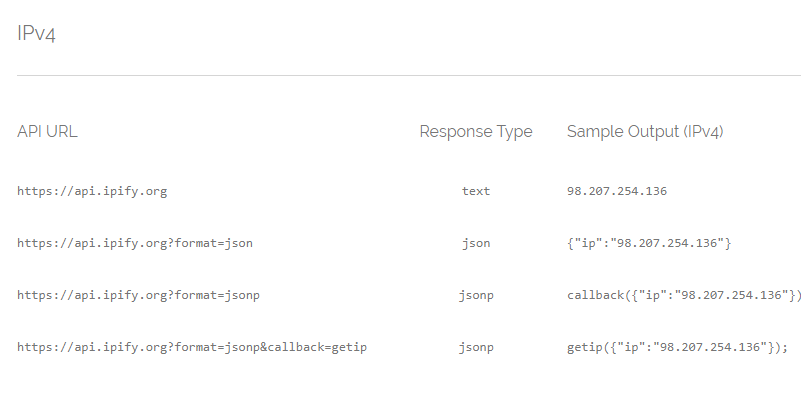 IPv4
API URL Response Type Sample Output (IPv4)
https://api.ipify.org text 98.207.254.136
https://api.ipify.org?format=json json {"ip":"98.207.254.136"}
https://api.ipify.org?format=jsonp jsonp callback({"ip":"98.207.254.136"})
https://api.ipify.org?format=jsonp&callback=getip jsonp getip({"ip":"98.207.254.136"});